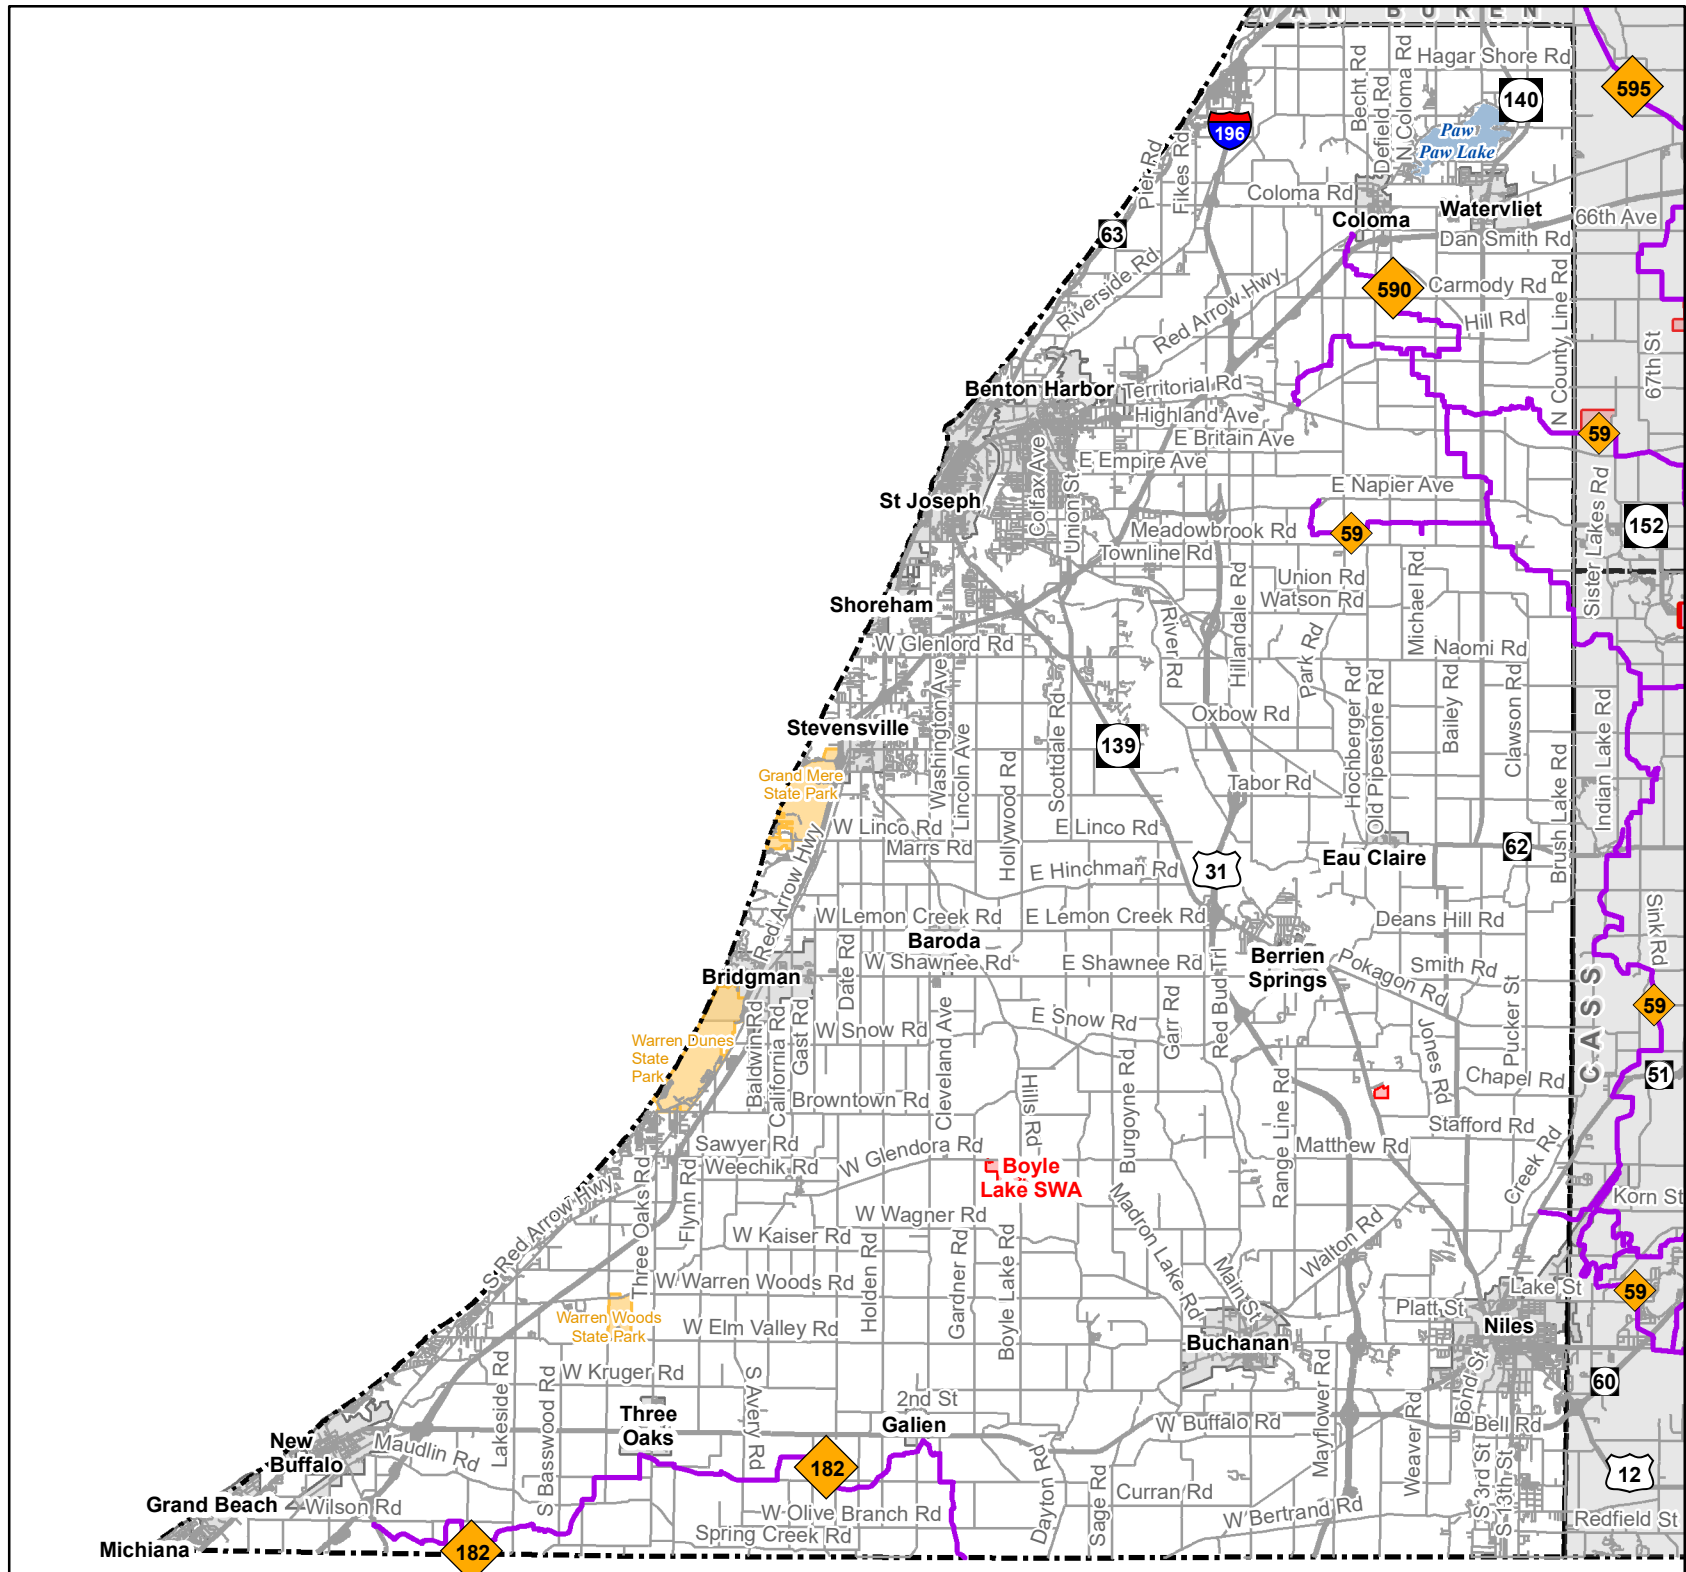 VAN BUREN
Hagar Shore Rd
Becht Rd
Defield Rd
N Coloma Rd
595
140
Paw
Paw Lake
196
Pier Rd
Fikes Rd
Coloma Rd
Watervliet
Coloma
66th Ave
63
Dan Smith Rd
Riverside Rd
Red Arrow Hwy
590
Carmody Rd
Hill Rd
N County Line Rd
67th St
Benton Harbor
Territorial Rd
Highland Ave
E Britain Ave
59
E Empire Ave
Colfax Ave
Union St
E Napier Ave
St Joseph
Meadowbrook Rd
59
152
Sister Lakes Rd
Townline Rd
Union Rd
Watson Rd
Michael Rd
Hillandale Rd
River Rd
Park Rd
Shoreham
W Glenlord Rd
Naomi Rd
Washington Ave
Lincoln Ave
Scottdale Rd
Hochberger Rd
Old Pipestone Rd
Bailey Rd
Clawson Rd
Indian Lake Rd
Oxbow Rd
Stevensville
139
Grand Mere
State Park
Hollywood Rd
Tabor Rd
Brush Lake Rd
W Linco Rd
E Linco Rd
Marrs Rd
62
Eau Claire
31
E Hinchman Rd
Red Arrow Hwy
W Lemon Creek Rd
E Lemon Creek Rd
Deans Hill Rd
Sink Rd
Baroda
Date Rd
W Shawnee Rd
E Shawnee Rd
Berrien
Springs
Pokagon Rd
Smith Rd
Bridgman
Red Bud Trl
Garr Rd
Pucker St
CASS
59
Warren Dunes
State
Park
Baldwin Rd
California Rd
Gast Rd
W Snow Rd
E Snow Rd
Cleveland Ave
Jones Rd
Chapel Rd
51
Browntown Rd
Hills Rd
Burgoyne Rd
Range Line Rd
Stafford Rd
Sawyer Rd
W Glendora Rd
Matthew Rd
Weechik Rd
Boyle
Lake SWA
Creek Rd
Korn St
S Red Arrow Hwy
Three Oaks Rd
Flynn Rd
W Wagner Rd
Madron Lake Rd
W Kaiser Rd
Walton Rd
Main St
W Warren Woods Rd
Holden Rd
Gardner Rd
Boyle Lake Rd
Lake St
59
Warren Woods
State Park
W Elm Valley Rd
Platt St
Niles
Buchanan
Lakeside Rd
S Basswood Rd
W Kruger Rd
S Avery Rd
Mayflower Rd
Weaver Rd
Bond St
60
2nd St
Three
Oaks
Galien
W Buffalo Rd
Bell Rd
New
Buffalo
Maudlin Rd
182
Dayton Rd
Sage Rd
S 3rd St
S 13th St
12
Grand Beach
Wilson Rd
W Olive Branch Rd
Curran Rd
W Bertrand Rd
Redfield St
Spring Creek Rd
Michiana
182